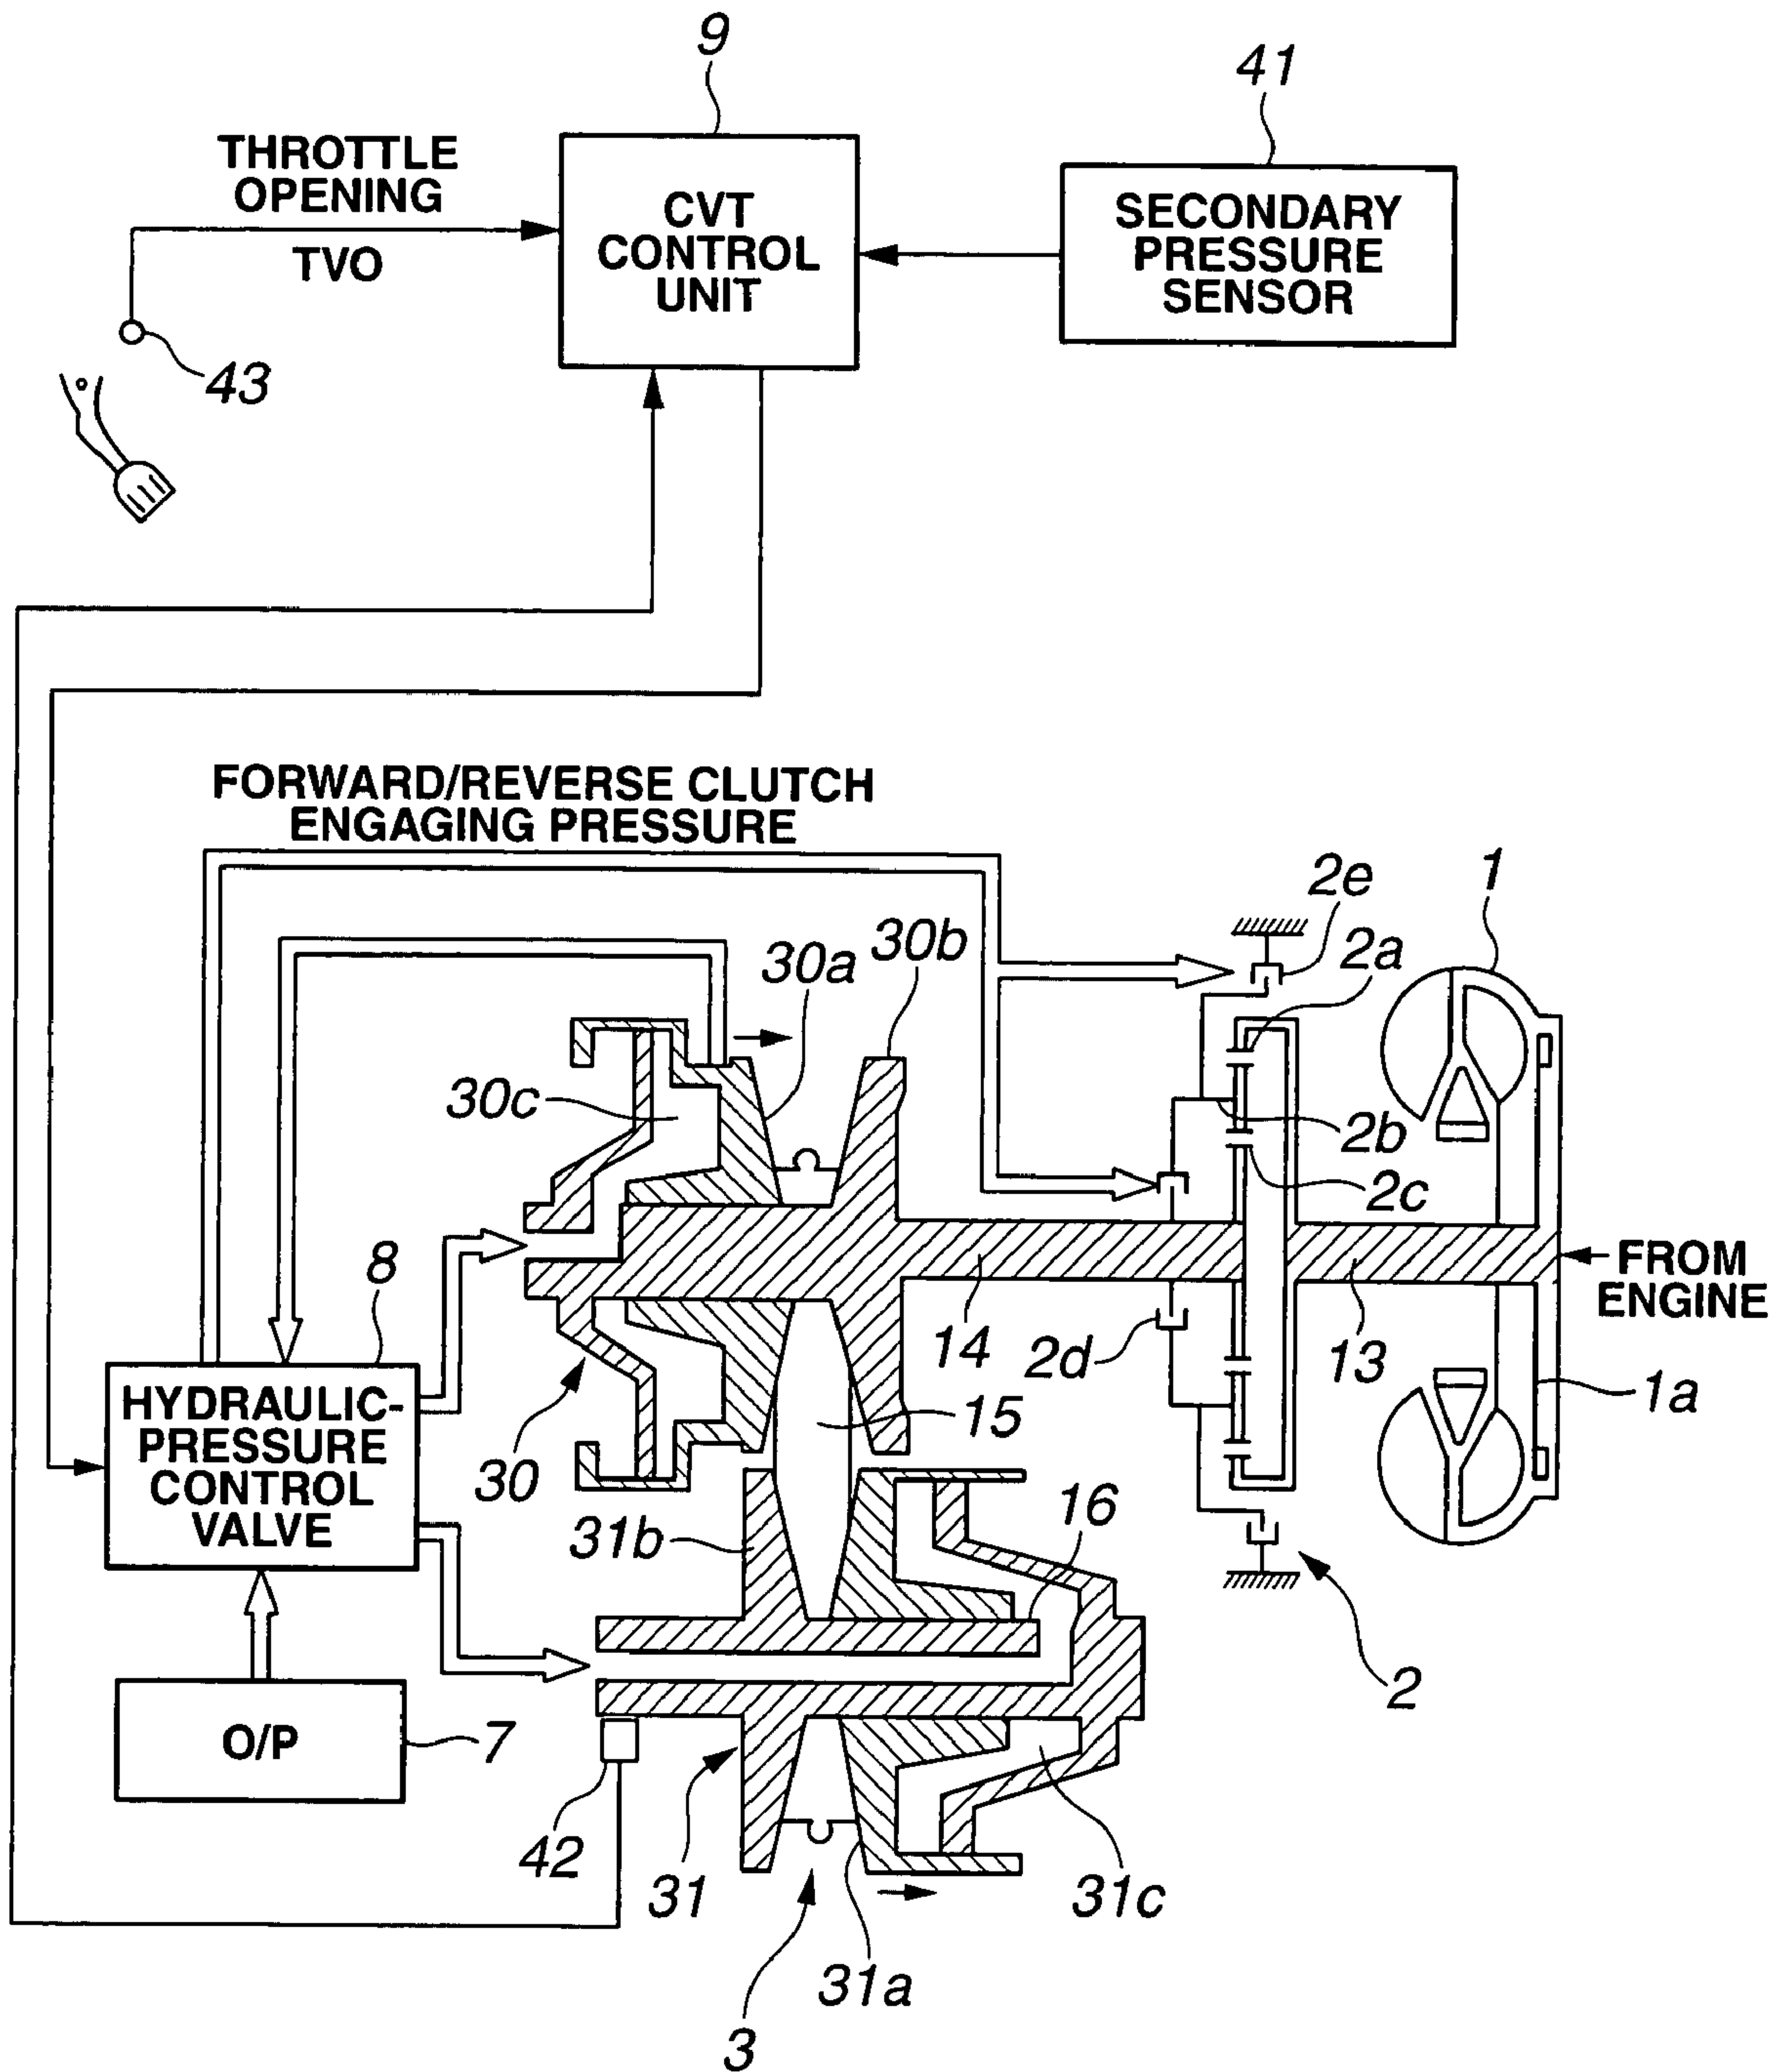 9
41
THROTTLE
OPENING
TVO
CVT
CONTROL
UNIT
SECONDARY
PRESSURE
SENSOR
43
FORWARD/REVERSE CLUTCH
ENGAGING PRESSURE
2e
1
30a
30b
2a
30c
2b
2c
8
FROM
ENGINE
14
2d
13
1a
HYDRAULIC-
PRESSURE
CONTROL
VALVE
15
30
16
31b
2
O/P
7
42
31
31c
31a
3